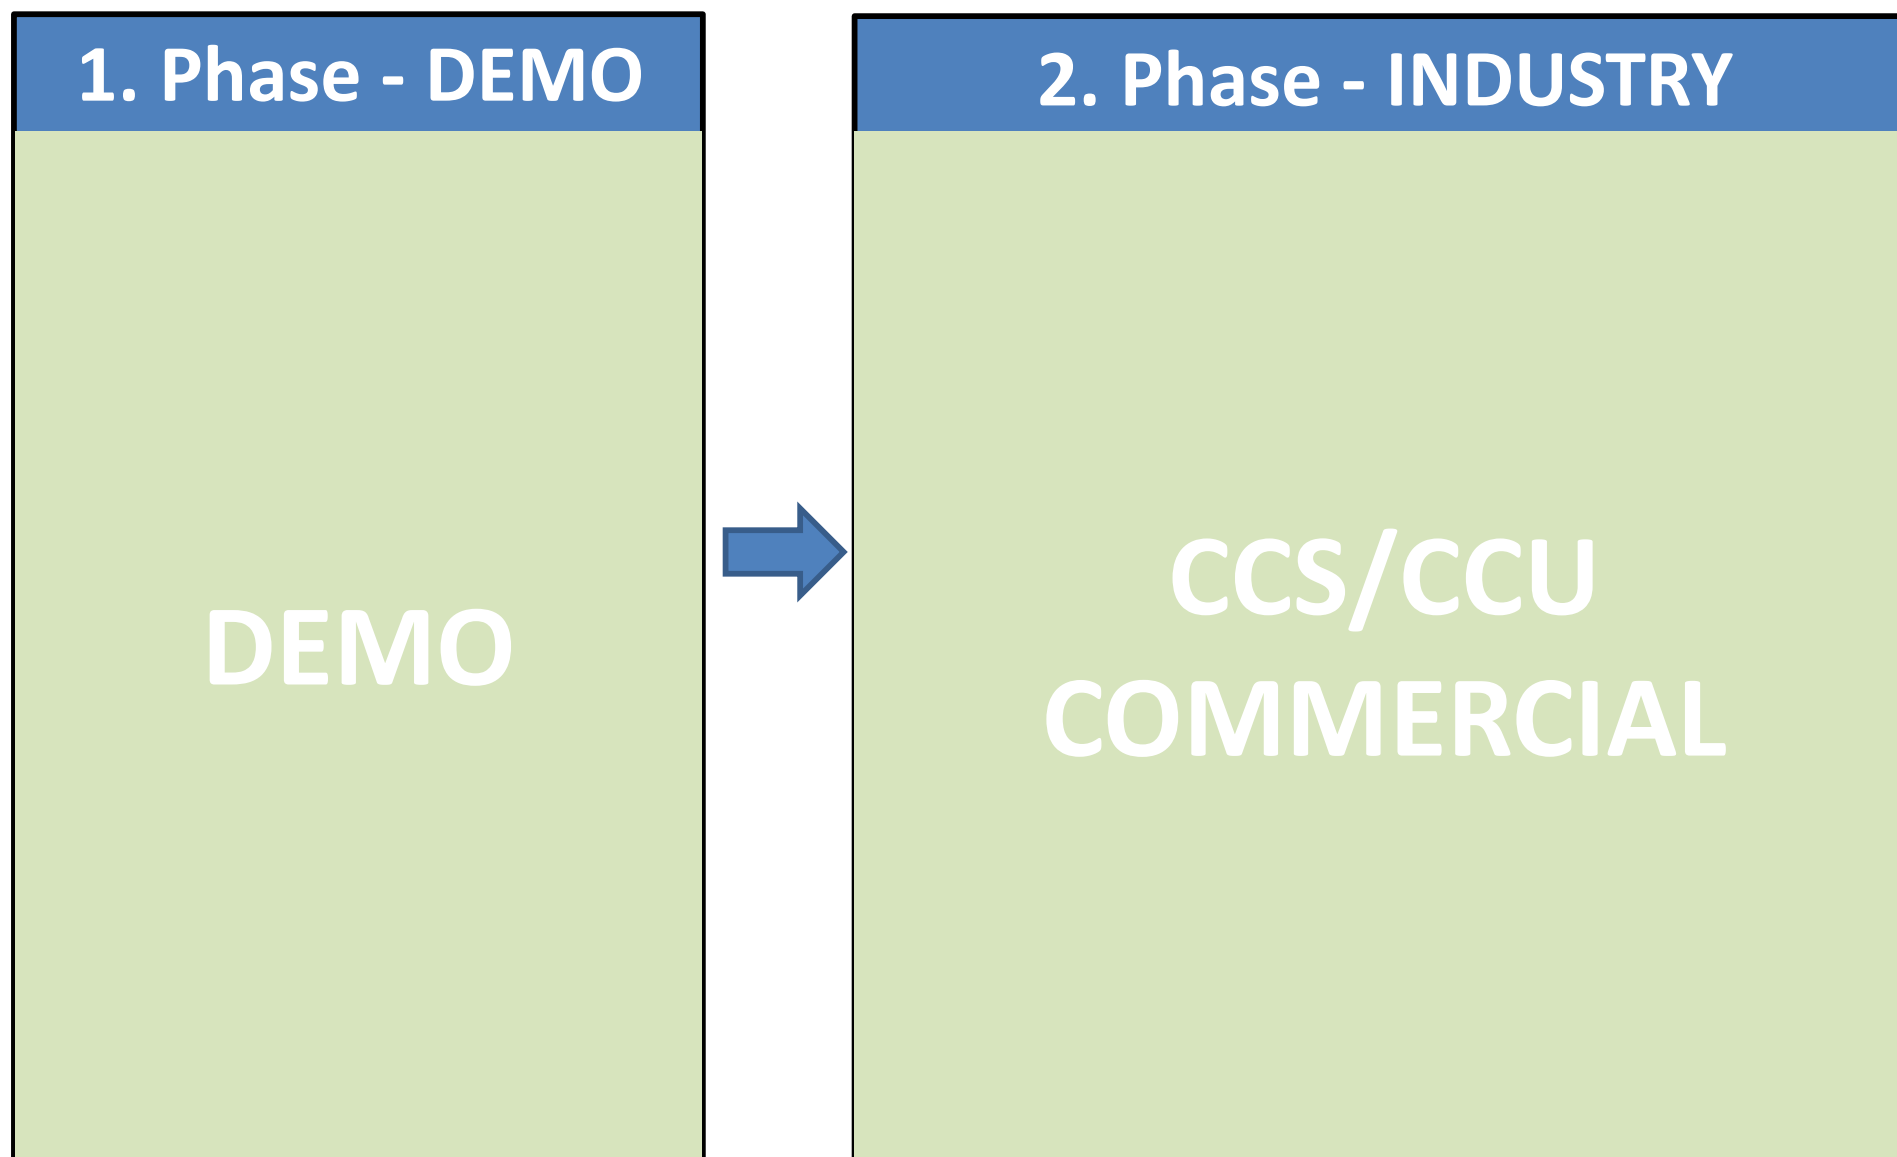 1. Phase - DEMO
DEMO
2. Phase - INDUSTRY
CCS/CCU
COMMERCIAL